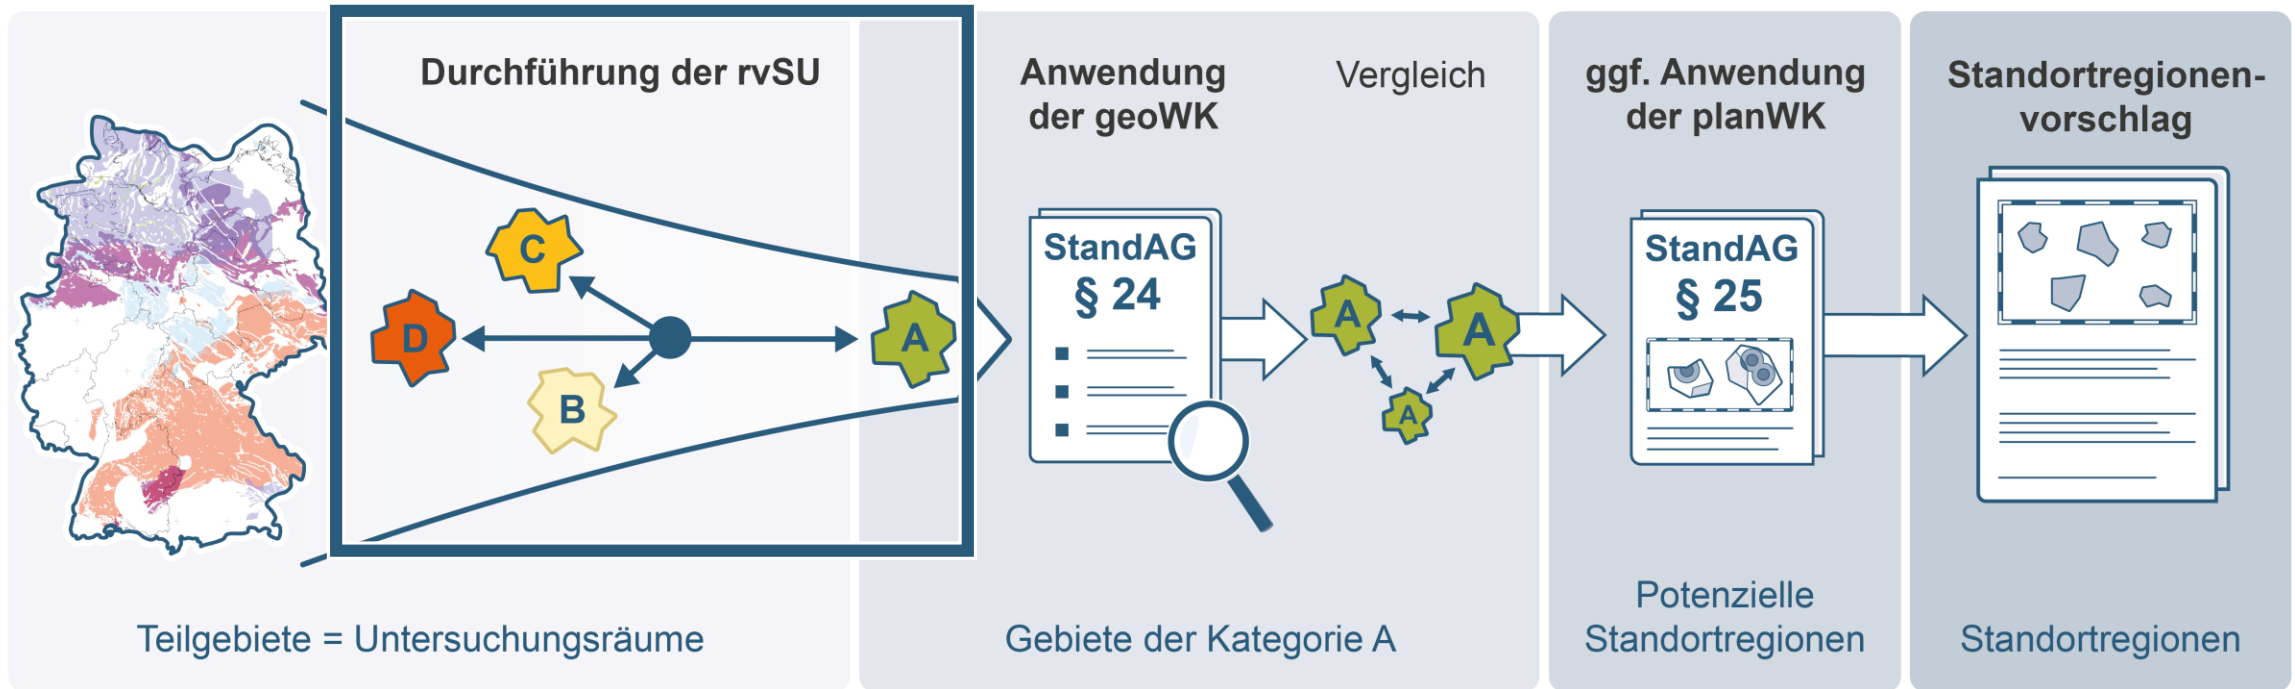 Durchführung der rvSU
D
C
B
A
Teilgebiete = Untersuchungsräume
Anwendung
der geoWK
Vergleich
StandAG
§ 24
A
A
A
Gebiete der Kategorie A
ggf. Anwendung
der planWK
StandAG
§ 25
Potenzielle
Standortregionen
Standortregionen-
vorschlag
Standortregionen